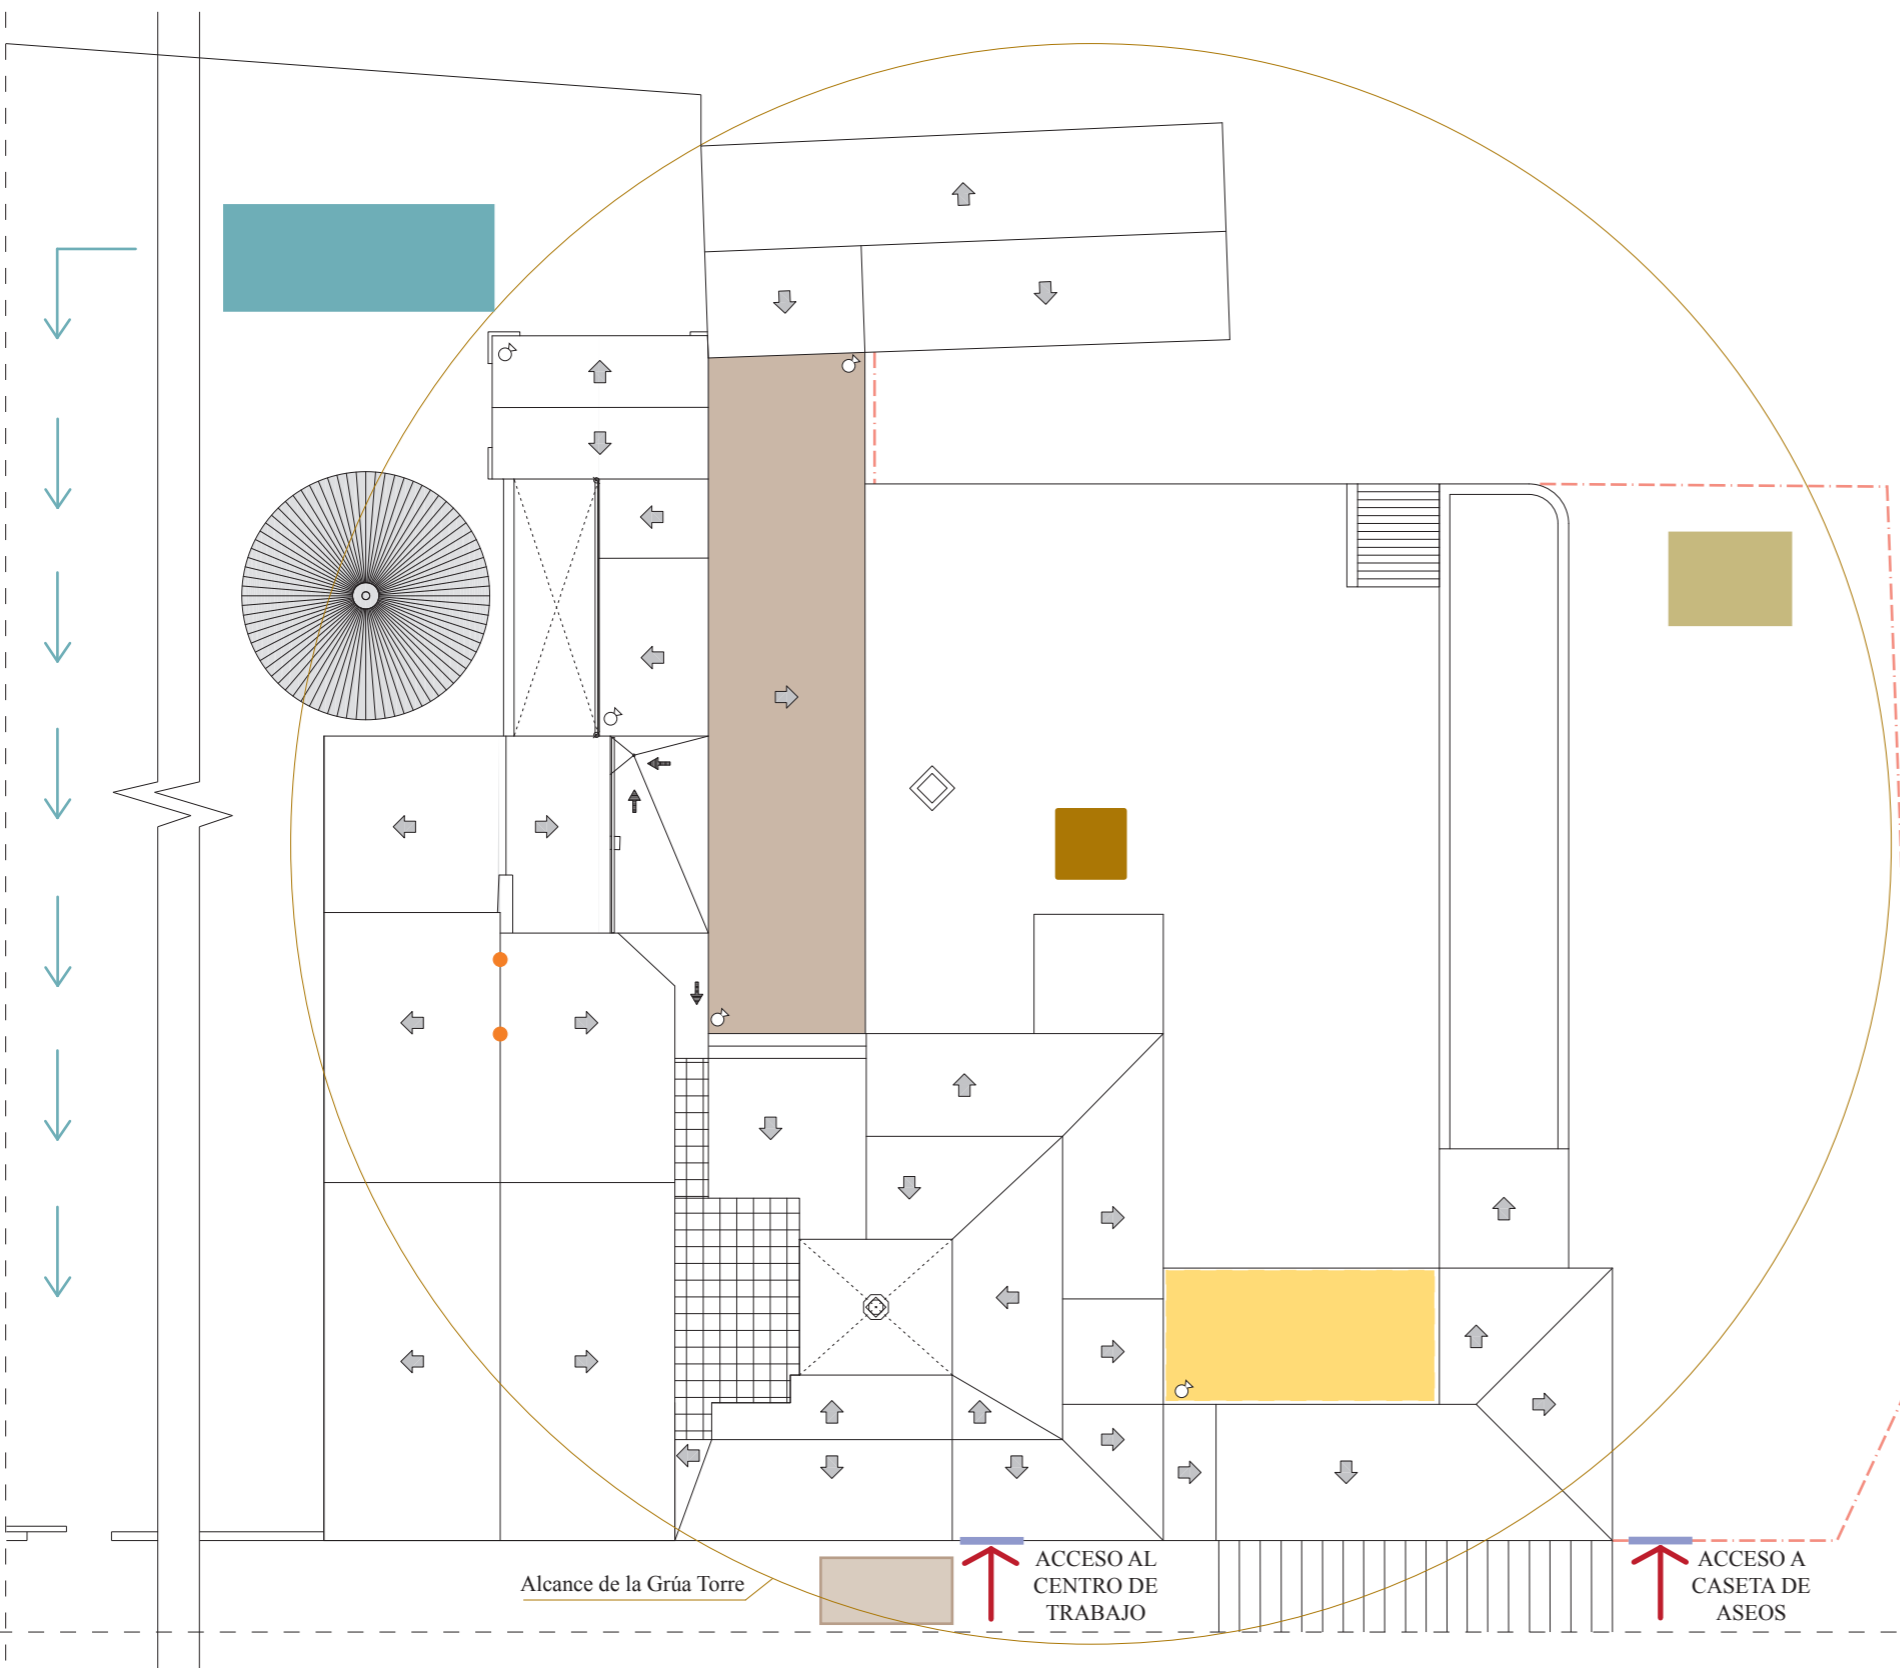 Alcance de la Grúa Torre
ACCESO AL
CENTRO DE
TRABAJO
ACCESO A
CASETA DE
ASEOS